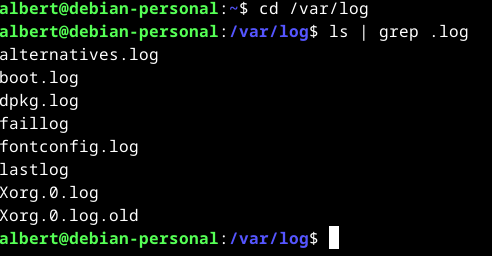 albert@debian-personal:~$ cd /var/log
albert@debian-personal:/var/log$ ls | grep .log
alternatives.log
boot.log
dpkg.log
faillog
fontconfig.log
lastlog
Xorg.0.log
Xorg.0.log.old
albert@debian-personal:/var/log$